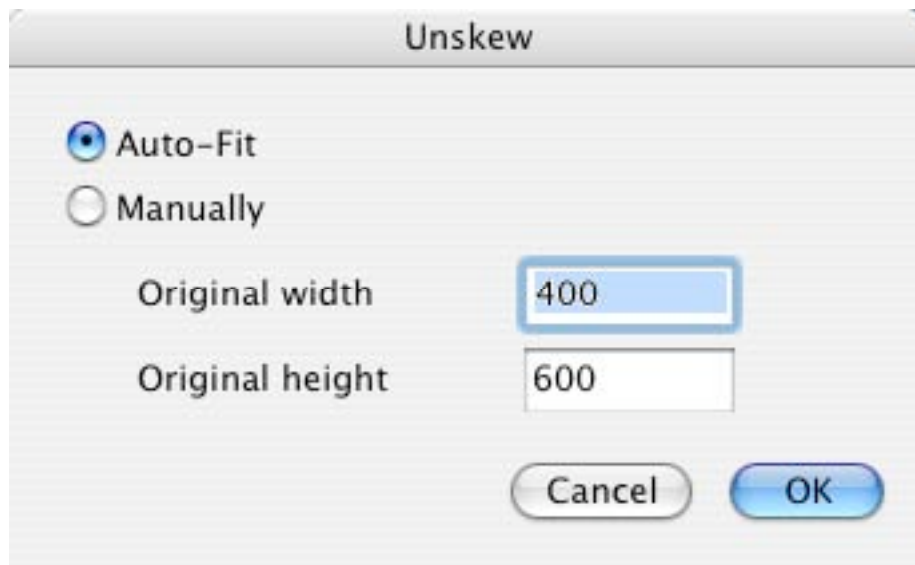 Unskew
Auto-Fit
Manually
Original width 400
Original height 600
Cancel OK